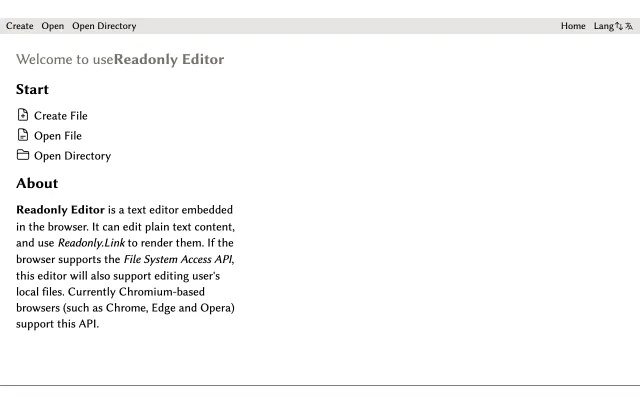 Create Open Open Directory Home Lang
Welcome to useReadonly Editor
Start
Create File
Open File
Open Directory
About
Readonly Editor is a text editor embedded
in the browser. It can edit plain text content,
and use Readonly.Link to render them. If the
browser supports the File System Access API,
this editor will also support editing user's
local files. Currently Chromium-based
browsers (such as Chrome, Edge and Opera)
support this API.